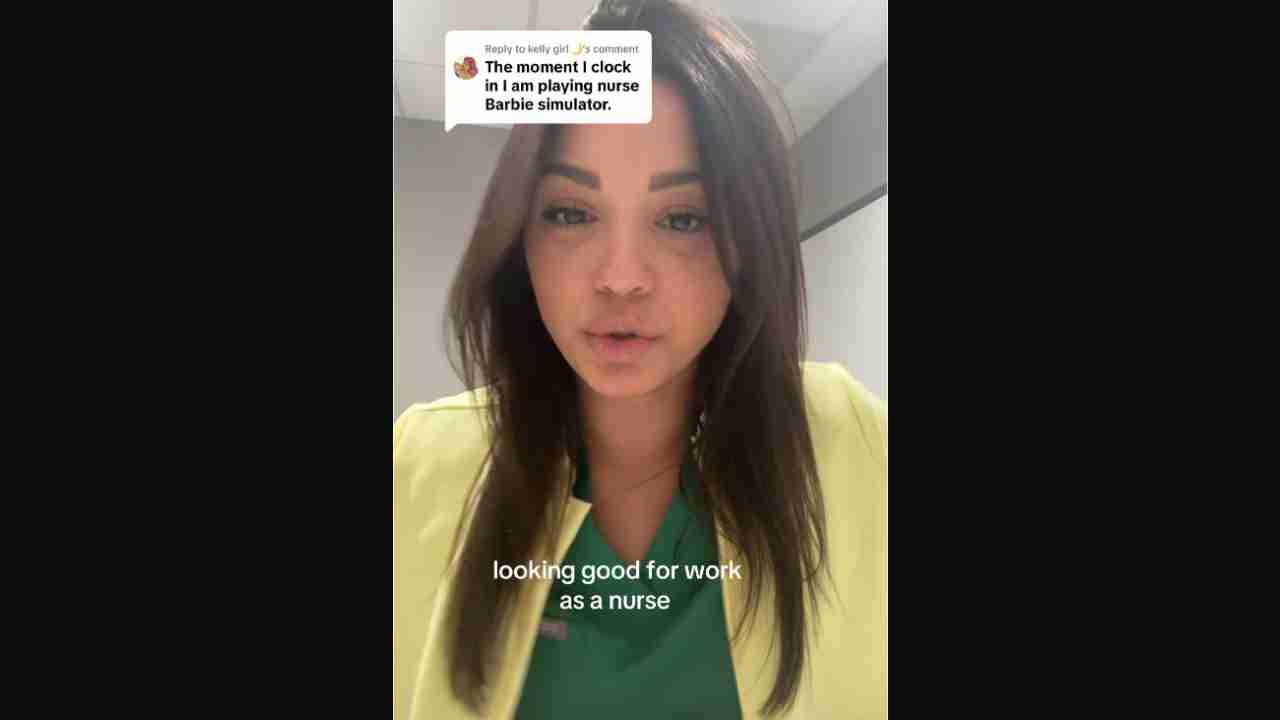 Reply to kelly girl 🌙's comment
The moment I clock
in I am playing nurse
Barbie simulator.
looking good for work
as a nurse